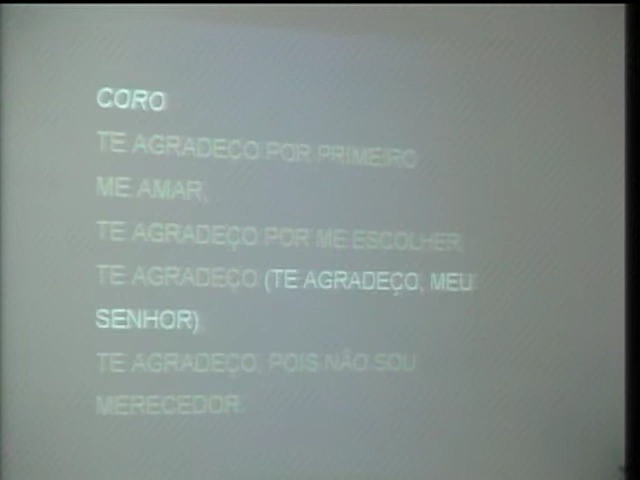 CORO
TE AGRADEÇO POR PRIMEIRO
ME AMAR,
TE AGRADEÇO POR ME ESCOLHER,
TE AGRADEÇO (TE AGRADEÇO, MEU
SENHOR)
TE AGRADEÇO, POIS NÃO SOU
MERECEDOR.